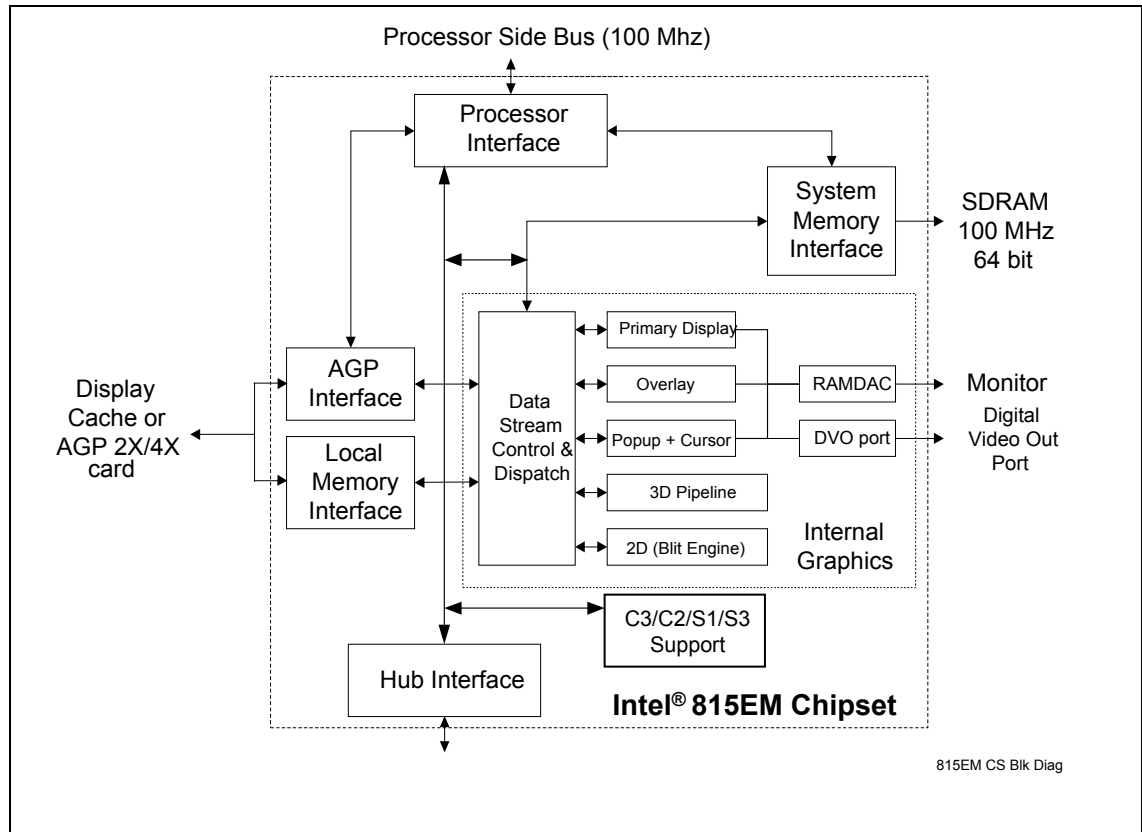 Processor Side Bus (100 Mhz)
Processor
Interface
System
Memory
Interface
SDRAM
100 MHz
64 bit
Primary Display
AGP
Interface
Display
Cache or
AGP 2X/4X
card
Overlay
RAMDAC
Monitor
Data
Stream
Control &
Dispatch
Popup + Cursor
DVO port
Digital
Video Out
Port
Local
Memory
Interface
3D Pipeline
2D (Blit Engine)
Internal
Graphics
C3/C2/S1/S3
Support
Hub Interface
Intel® 815EM Chipset
815EM CS Blk Diag